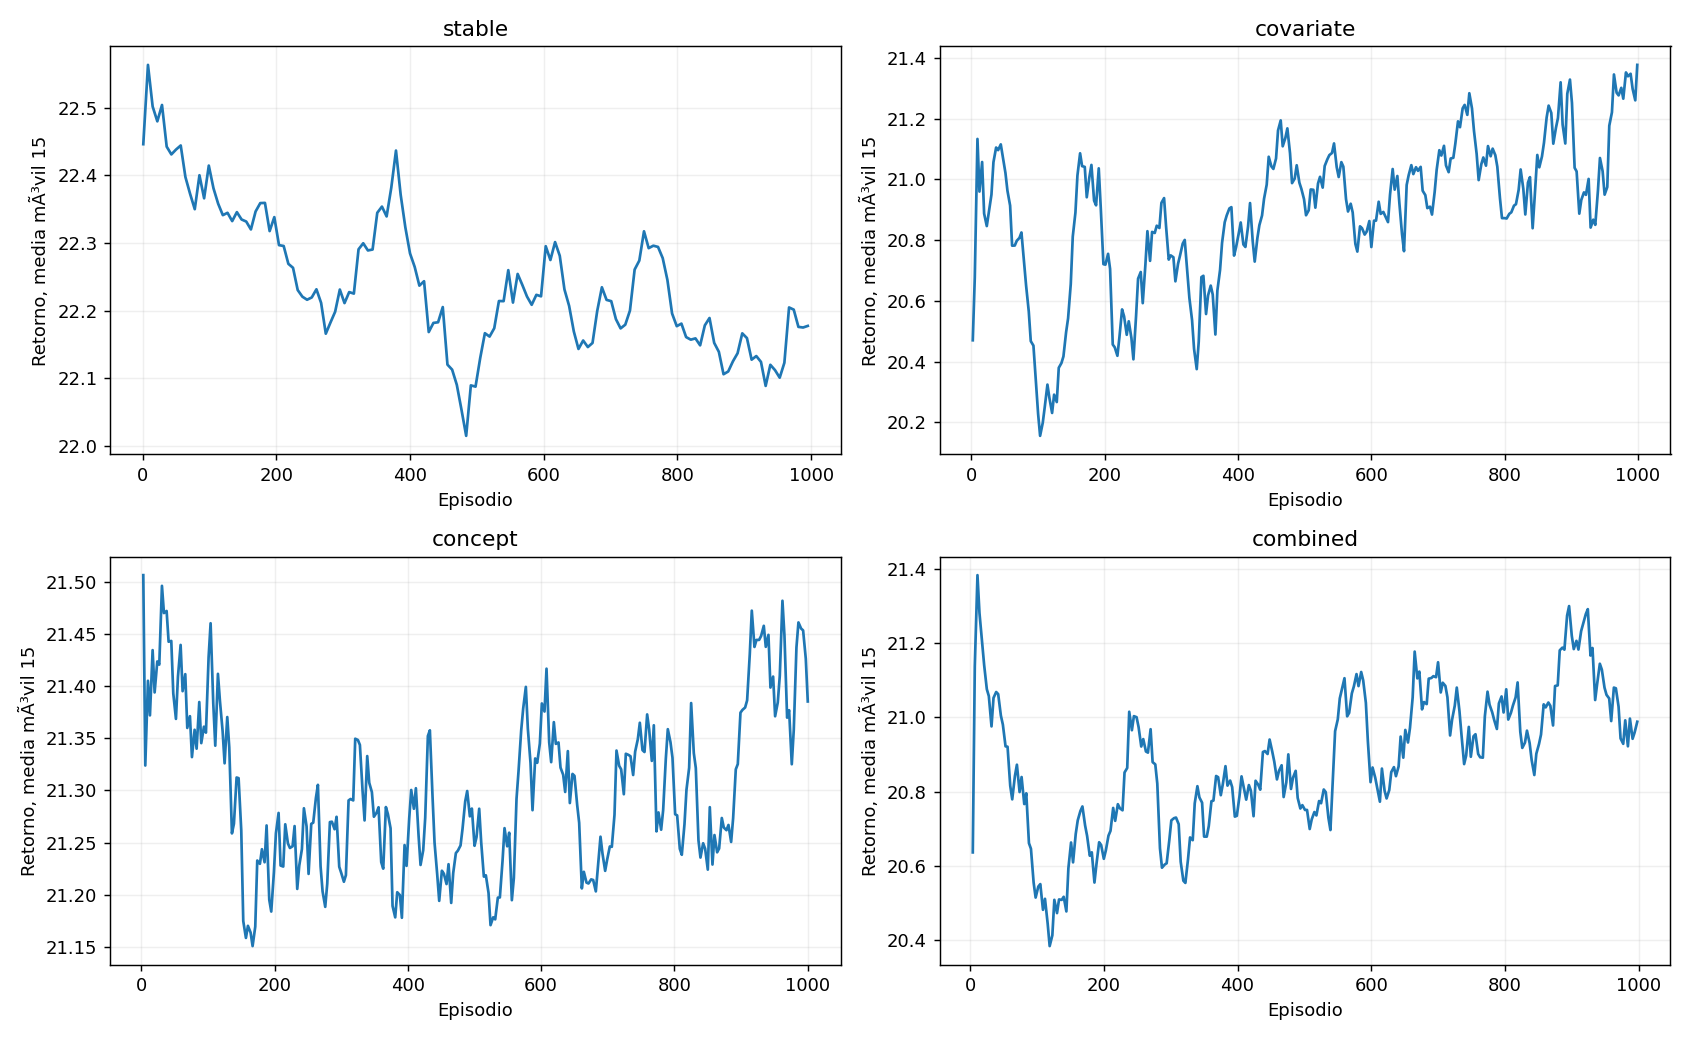 stable
22.5
22.4
22.3
22.2
22.1
22.0
Retorno, media mÃ³vil 15
0 200 400 600 800 1000
Episodio
covariate
21.4
21.2
21.0
20.8
20.6
20.4
20.2
Retorno, media mÃ³vil 15
0 200 400 600 800 1000
Episodio
concept
21.50
21.45
21.40
21.35
21.30
21.25
21.20
21.15
Retorno, media mÃ³vil 15
0 200 400 600 800 1000
Episodio
combined
21.4
21.2
21.0
20.8
20.6
20.4
Retorno, media mÃ³vil 15
0 200 400 600 800 1000
Episodio